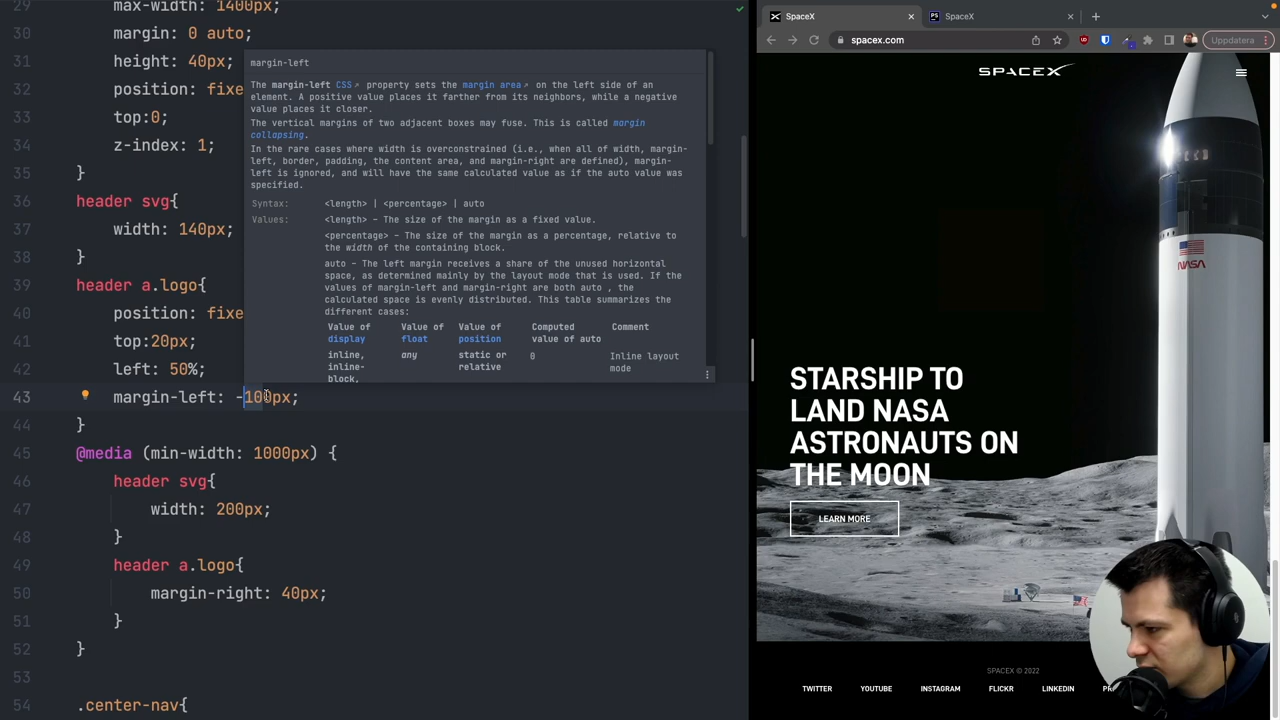 29 max-width: 1400px;
30 margin: 0 auto;
31 height: 40px;
32 position: fixe
33 top:0;
34 z-index: 1;
35 }
36 header svg{
37 width: 140px;
38 }
39 header a.logo{
40 position: fixe
41 top:20px;
42 left: 50%;
43 margin-left: -100px;
44 }
45 @media (min-width: 1000px) {
46 header svg{
47 width: 200px;
48 }
49 header a.logo{
50 margin-right: 40px;
51 }
52 }
53
54 .center-nav{
margin-left
The margin-left CSS↗ property sets the margin area↗ on the left side of an
element. A positive value places it farther from its neighbors, while a negative
value places it closer.
The vertical margins of two adjacent boxes may fuse. This is called margin
collapsing.
In the rare cases where width is overconstrained (i.e., when all of width, margin-
left, border, padding, the content area, and margin-right are defined), margin-
left is ignored, and will have the same calculated value as if the auto value was
specified.
Syntax: <length> | <percentage> | auto
Values: <length> – The size of the margin as a fixed value.
<percentage> – The size of the margin as a percentage, relative to
the width of the containing block.
auto – The left margin receives a share of the unused horizontal
space, as determined mainly by the layout mode that is used. If the
values of margin-left and margin-right are both auto , the
calculated space is evenly distributed. This table summarizes the
different cases:
Value of Value of Value of Computed Comment
display float position value of auto
inline, any static or 0 Inline layout
inline- relative mode
block,
SpaceX
PS SpaceX
spacex.com
Uppdatera
SPACEX
NASA
STARSHIP TO
LAND NASA
ASTRONAUTS ON
THE MOON
LEARN MORE
SPACEX © 2022
TWITTER YOUTUBE INSTAGRAM FLICKR LINKEDIN